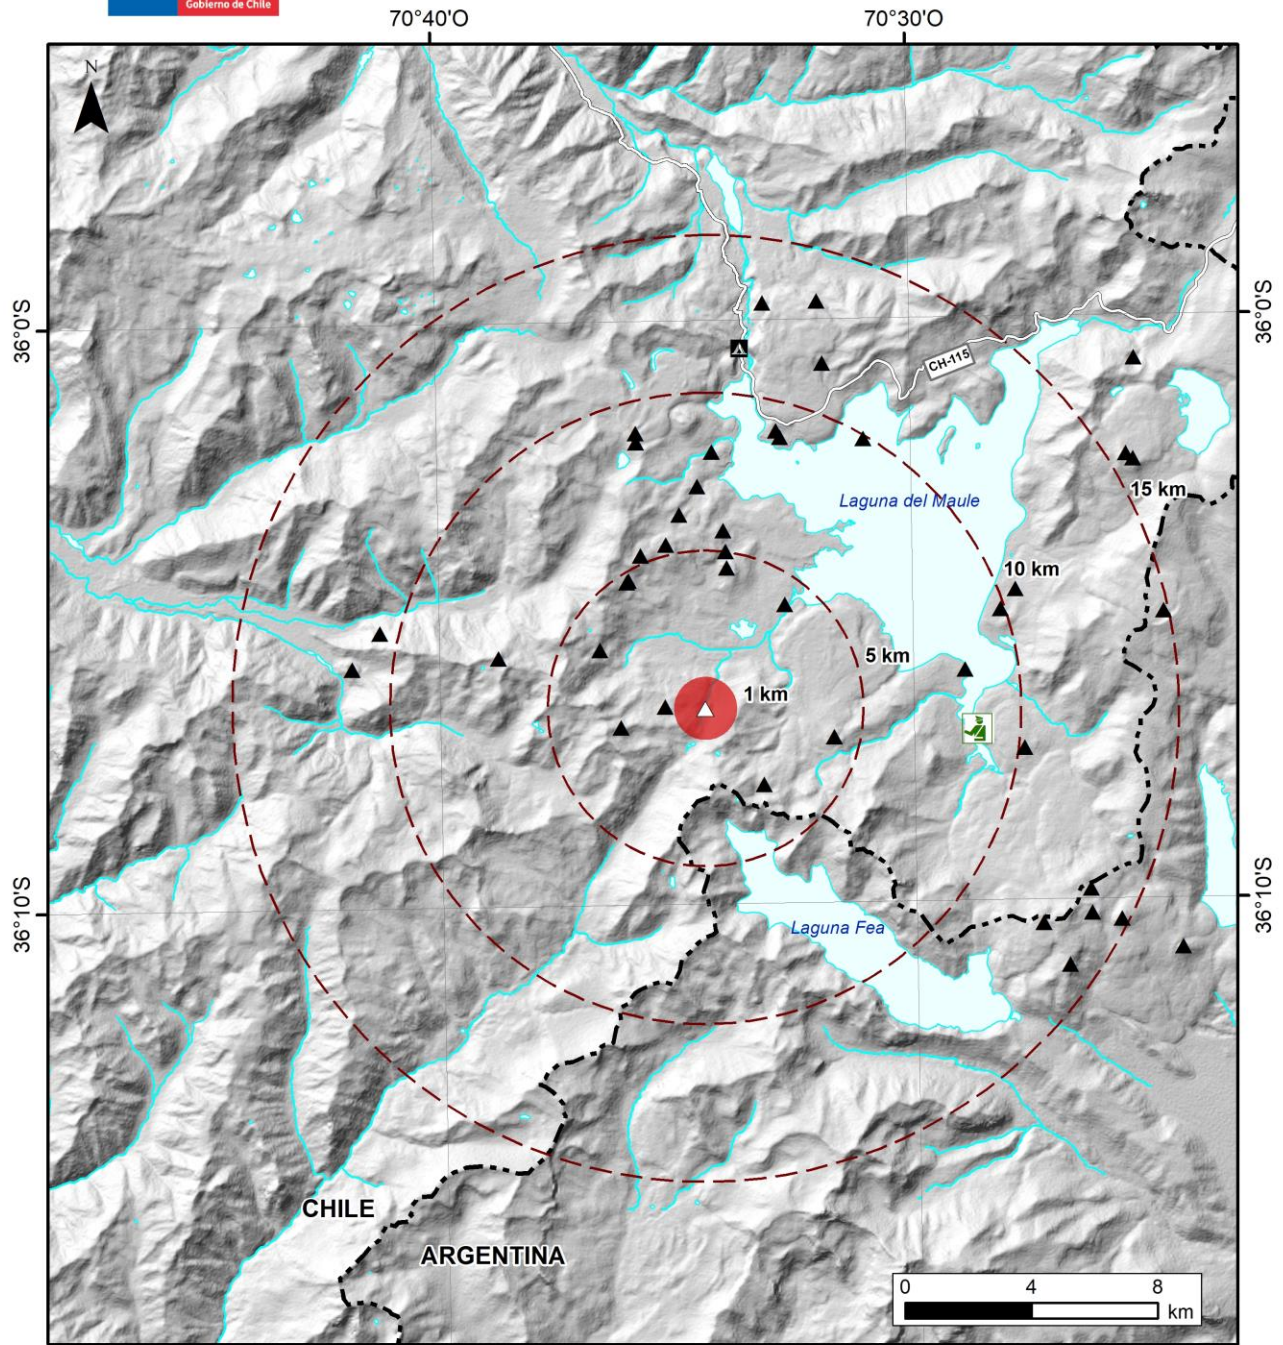 Gobierno de Chile
70°40'O
70°30'O
N
36°0'S
36°0'S
CH-115
Laguna del Maule
15 km
10 km
5 km
1 km
36°10'S
36°10'S
Laguna Fea
CHILE
ARGENTINA
0
4
8
km